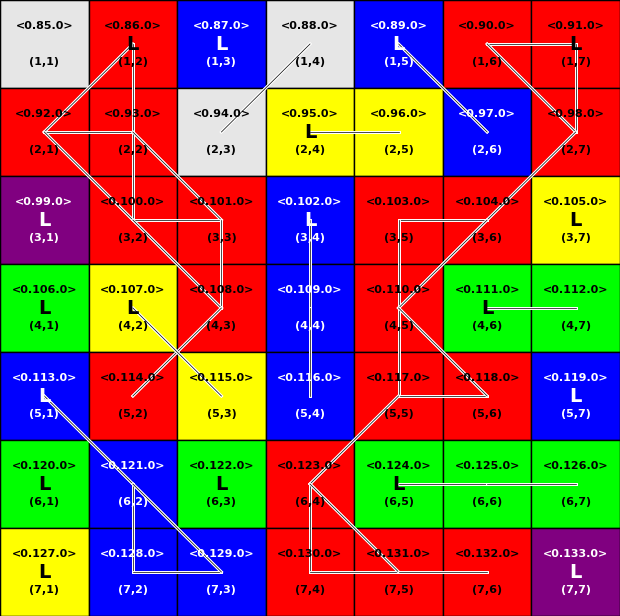 <0.85.0> <0.86.0> <0.87.0> <0.88.0> <0.89.0> <0.90.0> <0.91.0>
L L L L
(1,1) (1,2) (1,3) (1,4) (1,5) (1,6) (1,7)
<0.92.0> <0.93.0> <0.94.0> <0.95.0> <0.96.0> <0.97.0> <0.98.0>
L
(2,1) (2,2) (2,3) (2,4) (2,5) (2,6) (2,7)
<0.99.0> <0.100.0> <0.101.0> <0.102.0> <0.103.0> <0.104.0> <0.105.0>
L L L
(3,1) (3,2) (3,3) (3,4) (3,5) (3,6) (3,7)
<0.106.0> <0.107.0> <0.108.0> <0.109.0> <0.110.0> <0.111.0> <0.112.0>
L L L
(4,1) (4,2) (4,3) (4,4) (4,5) (4,6) (4,7)
<0.113.0> <0.114.0> <0.115.0> <0.116.0> <0.117.0> <0.118.0> <0.119.0>
L L
(5,1) (5,2) (5,3) (5,4) (5,5) (5,6) (5,7)
<0.120.0> <0.121.0> <0.122.0> <0.123.0> <0.124.0> <0.125.0> <0.126.0>
L L L
(6,1) (6,2) (6,3) (6,4) (6,5) (6,6) (6,7)
<0.127.0> <0.128.0> <0.129.0> <0.130.0> <0.131.0> <0.132.0> <0.133.0>
L L
(7,1) (7,2) (7,3) (7,4) (7,5) (7,6) (7,7)